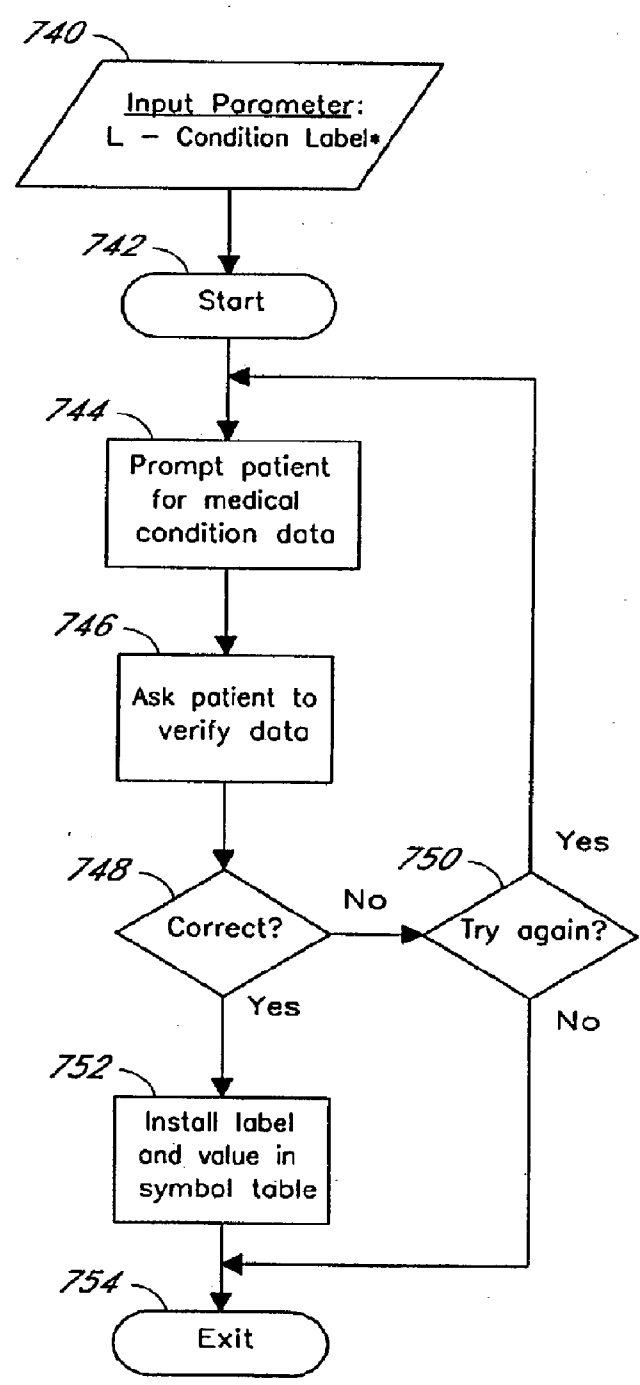 740
Input Parameter:
L - Condition Label*
742
Start
744
Prompt patient
for medical
condition data
746
Ask patient to
verify data
748
Correct?
No
Yes
750
Try again?
Yes
No
752
Install label
and value in
symbol table
754
Exit